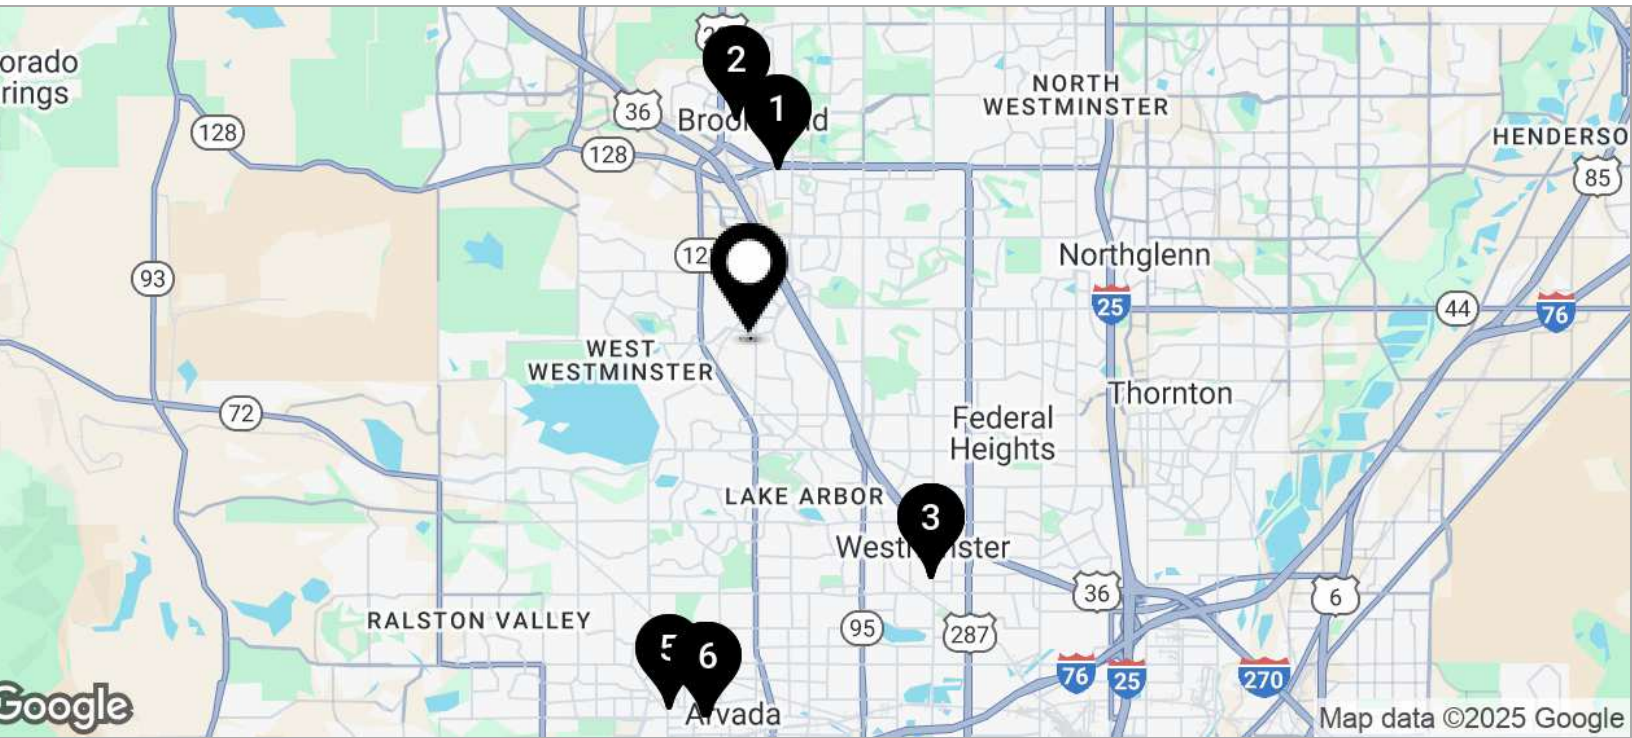 orado
rings
2
36
1
NORTH
WESTMINSTER
128
128
HENDERSO
85
93
Northglenn
25
44
76
WEST
WESTMINSTER
72
Thornton
Federal
Heights
LAKE ARBOR
3
36
6
RALSTON VALLEY
95
287
5
6
76
25
270
Arvada
Google
Map data ©2025 Google